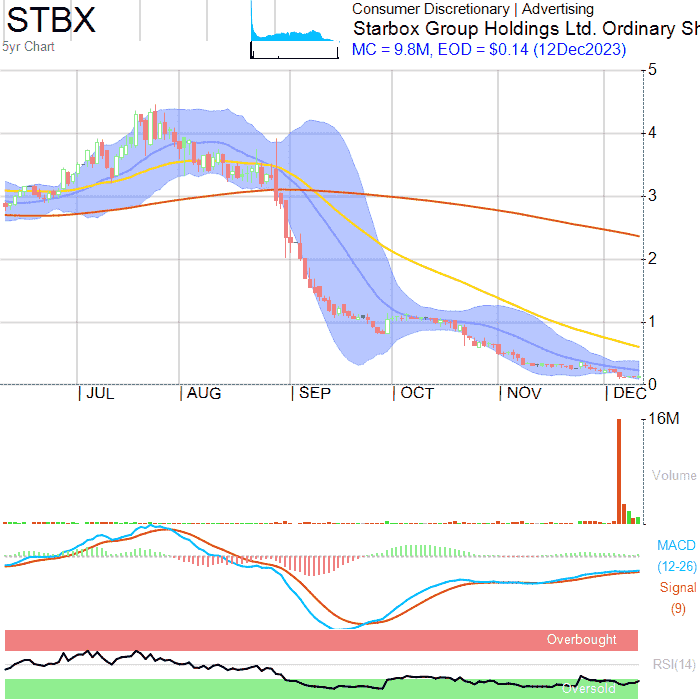 STBX
5yr Chart
Consumer Discretionary | Advertising
Starbox Group Holdings Ltd. Ordinary Sh
MC = 9.8M, EOD = $0.14 (12Dec2023)
5
4
3
2
1
0
JUL AUG SEP OCT NOV DEC
16M
Volume
MACD
(12-26)
Signal
(9)
Overbought
RSI(14)
Oversold